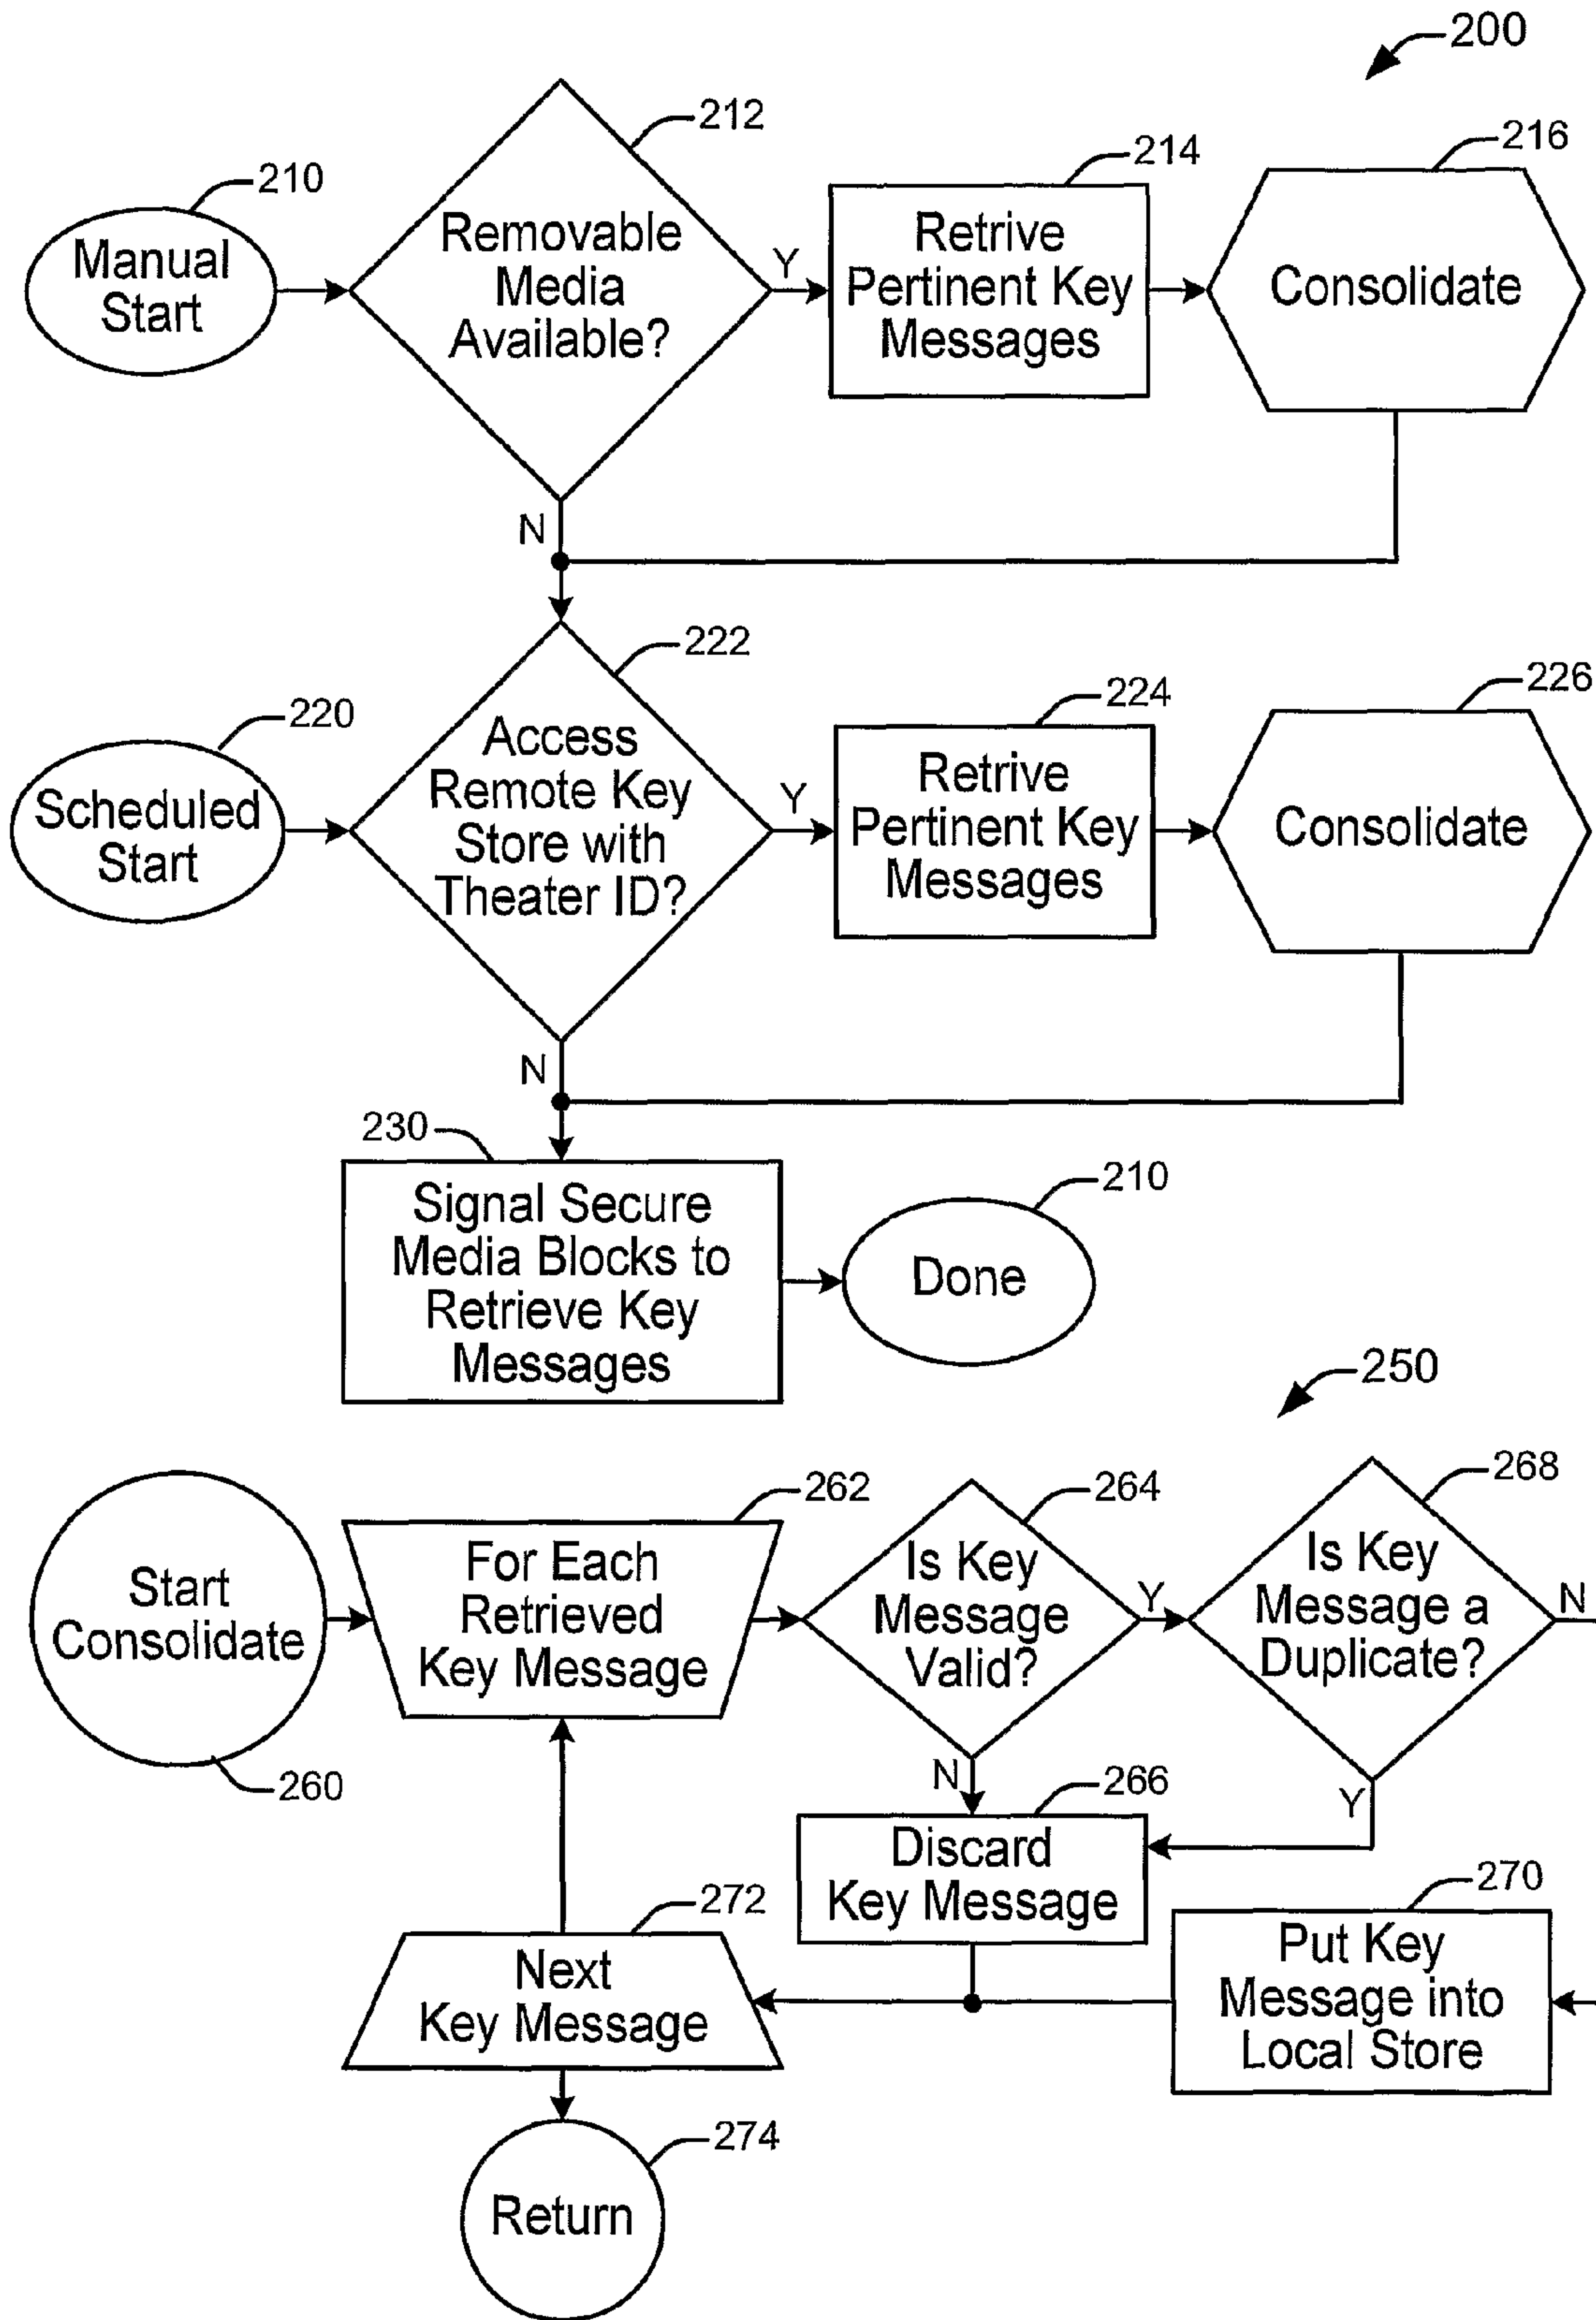 200
210
Manual
Start
212
Removable
Media
Available?
Y
N
214
Retrive
Pertinent Key
Messages
216
Consolidate
220
Scheduled
Start
222
Access
Remote Key
Store with
Theater ID?
Y
N
224
Retrive
Pertinent Key
Messages
226
Consolidate
230
Signal Secure
Media Blocks to
Retrieve Key
Messages
210
Done
250
Start
Consolidate
260
262
For Each
Retrieved
Key Message
264
Is Key
Message
Valid?
Y
N
268
Is Key
Message a
Duplicate?
N
Y
266
Discard
Key Message
270
Put Key
Message into
Local Store
272
Next
Key Message
274
Return